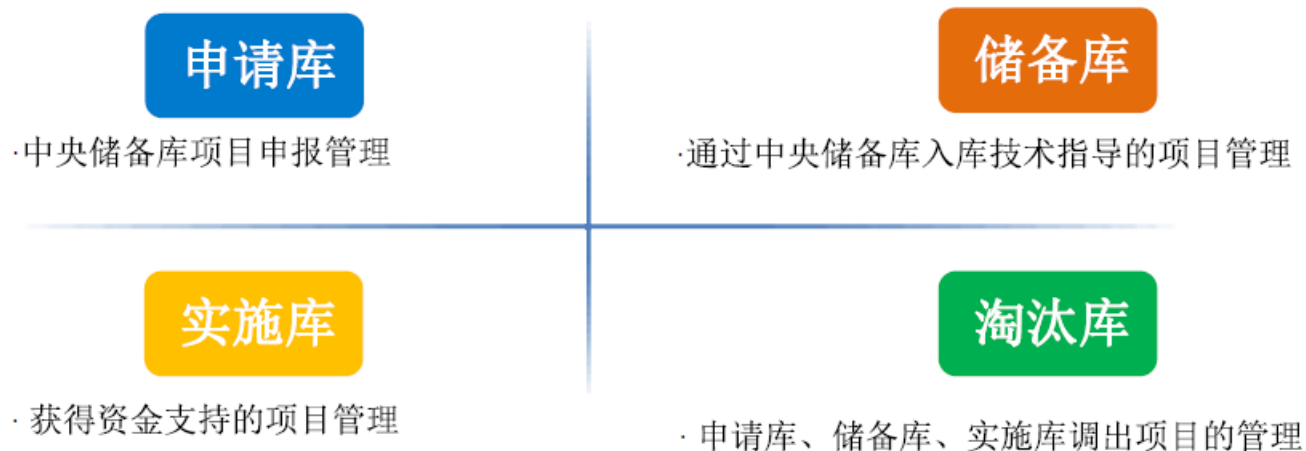 申请库
·中央储备库项目申报管理
储备库
·通过中央储备库入库技术指导的项目管理
实施库
· 获得资金支持的项目管理
淘汰库
· 申请库、储备库、实施库调出项目的管理